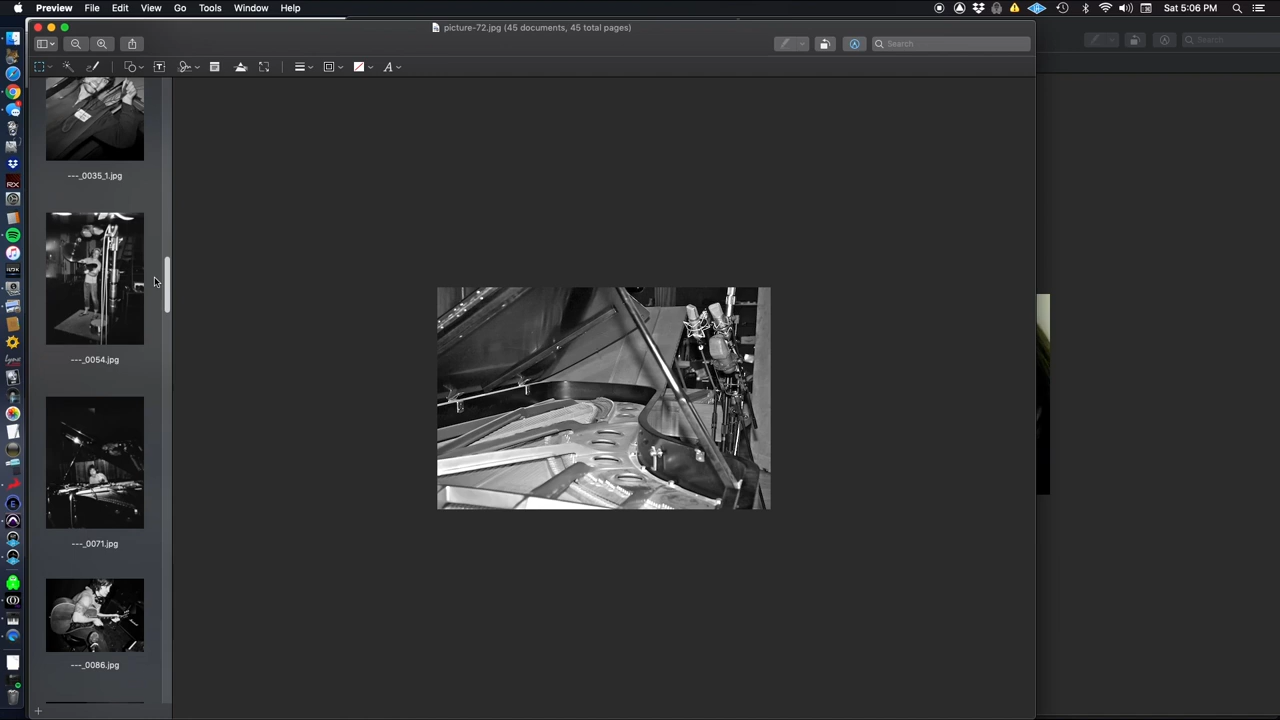 Preview File Edit View Go Tools Window Help Sat 5:06 PM
picture-72.jpg (45 documents, 45 total pages)
Search
Search
---_0035_1.jpg
---_0054.jpg
---_0071.jpg
---_0086.jpg